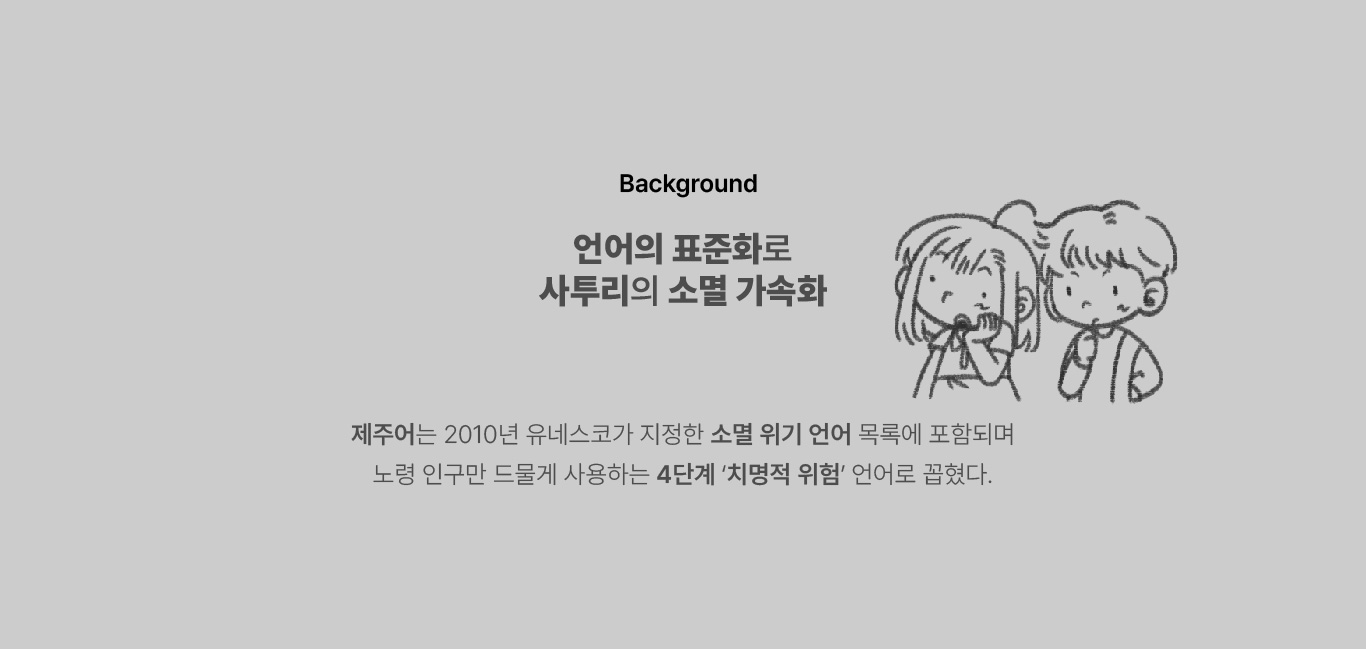 Background
언어의 표준화로
사투리의 소멸 가속화
제주어는 2010년 유네스코가 지정한 소멸 위기 언어 목록에 포함되며
노령 인구만 드물게 사용하는 4단계 ‘치명적 위험’ 언어로 꼽혔다.